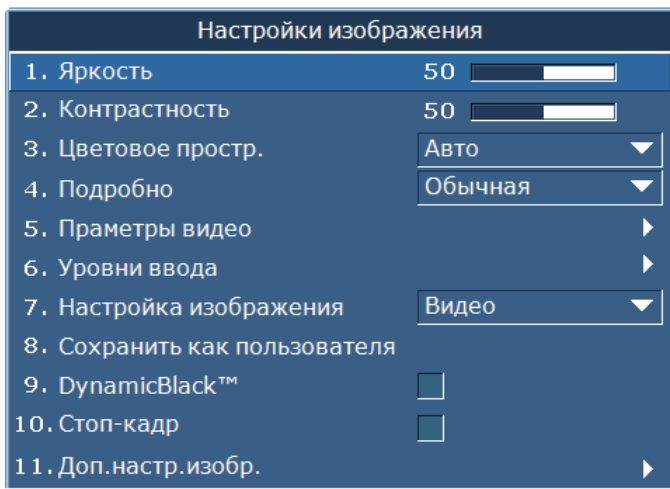 Настройки изображения
1. Яркость 50
2. Контрастность 50
3. Цветовое простр. Авто
4. Подробно Обычная
5. Праметры видео
6. Уровни ввода
7. Настройка изображения Видео
8. Сохранить как пользователя
9. DynamicBlack™
10. Стоп-кадр
11. Доп.настр.изобр.